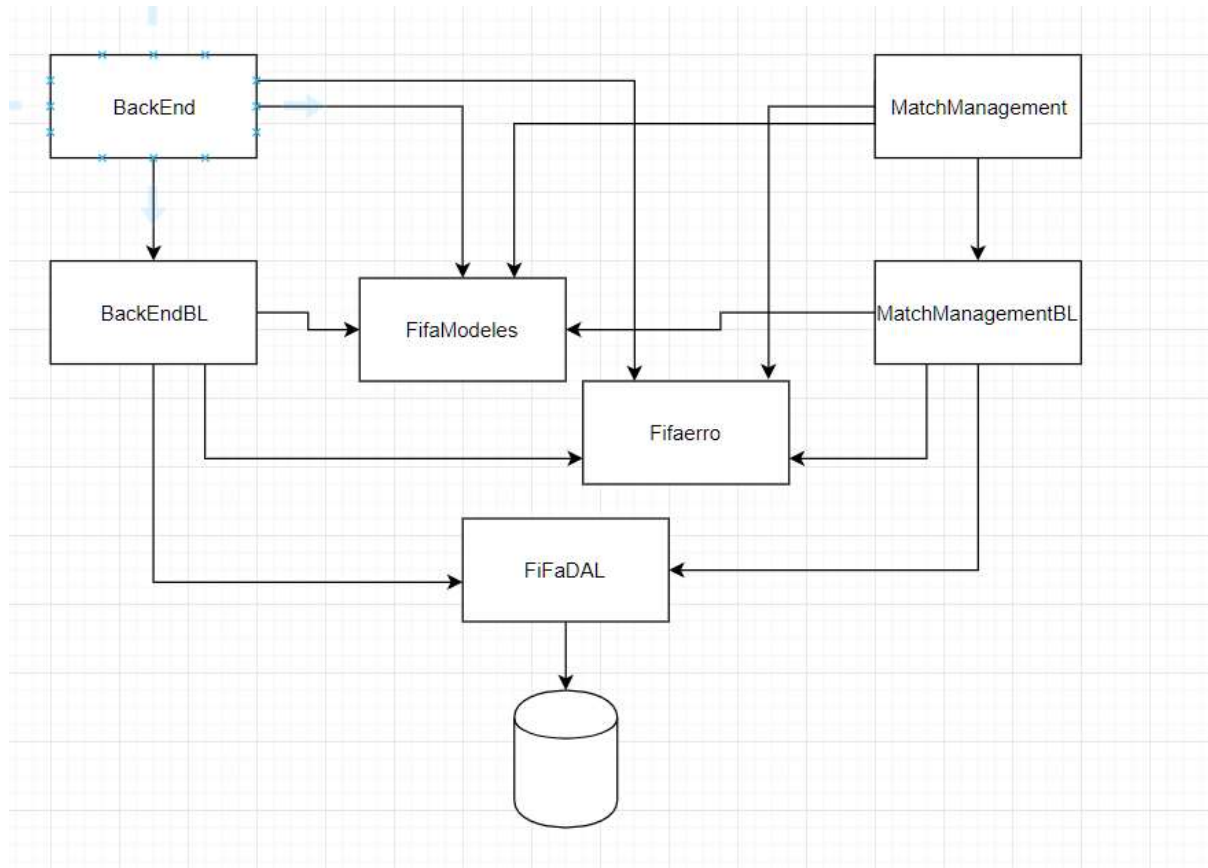 BackEnd
MatchManagement
BackEndBL
FifaModeles
MatchManagementBL
Fifaerro
FiFaDAL